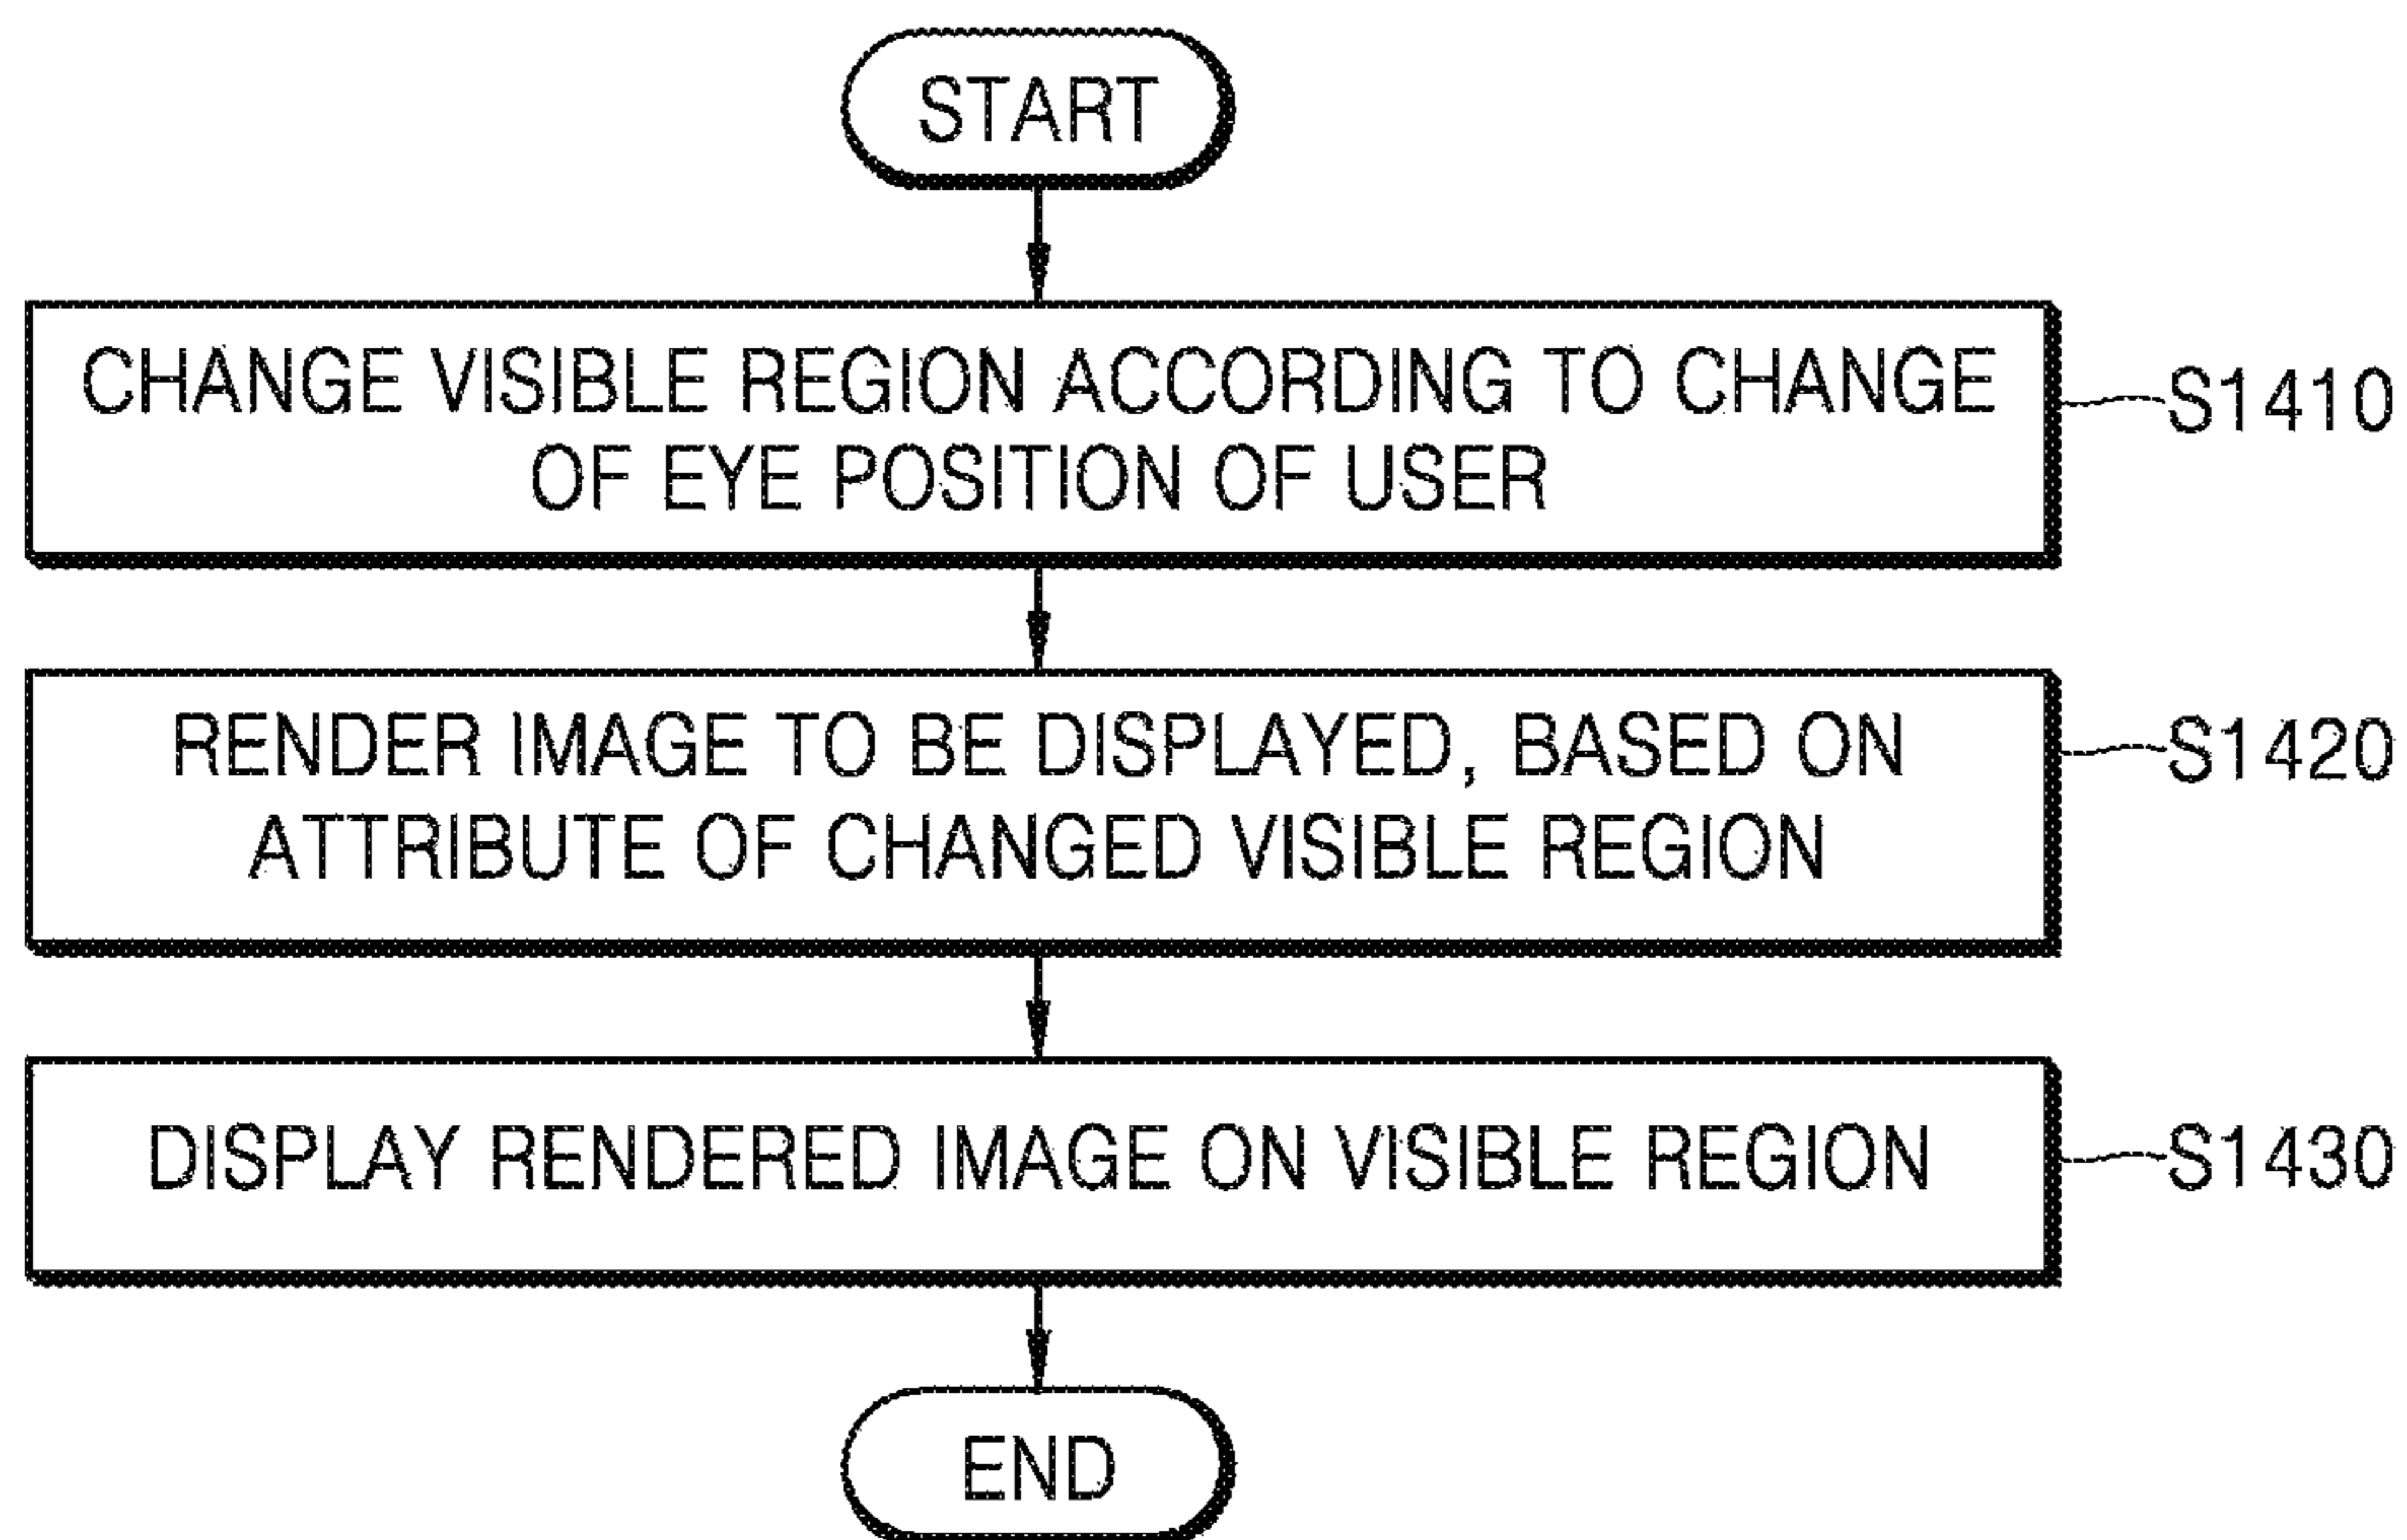 START
CHANGE VISIBLE REGION ACCORDING TO CHANGE
OF EYE POSITION OF USER
S1410
RENDER IMAGE TO BE DISPLAYED, BASED ON
ATTRIBUTE OF CHANGED VISIBLE REGION
S1420
DISPLAY RENDERED IMAGE ON VISIBLE REGION
S1430
END